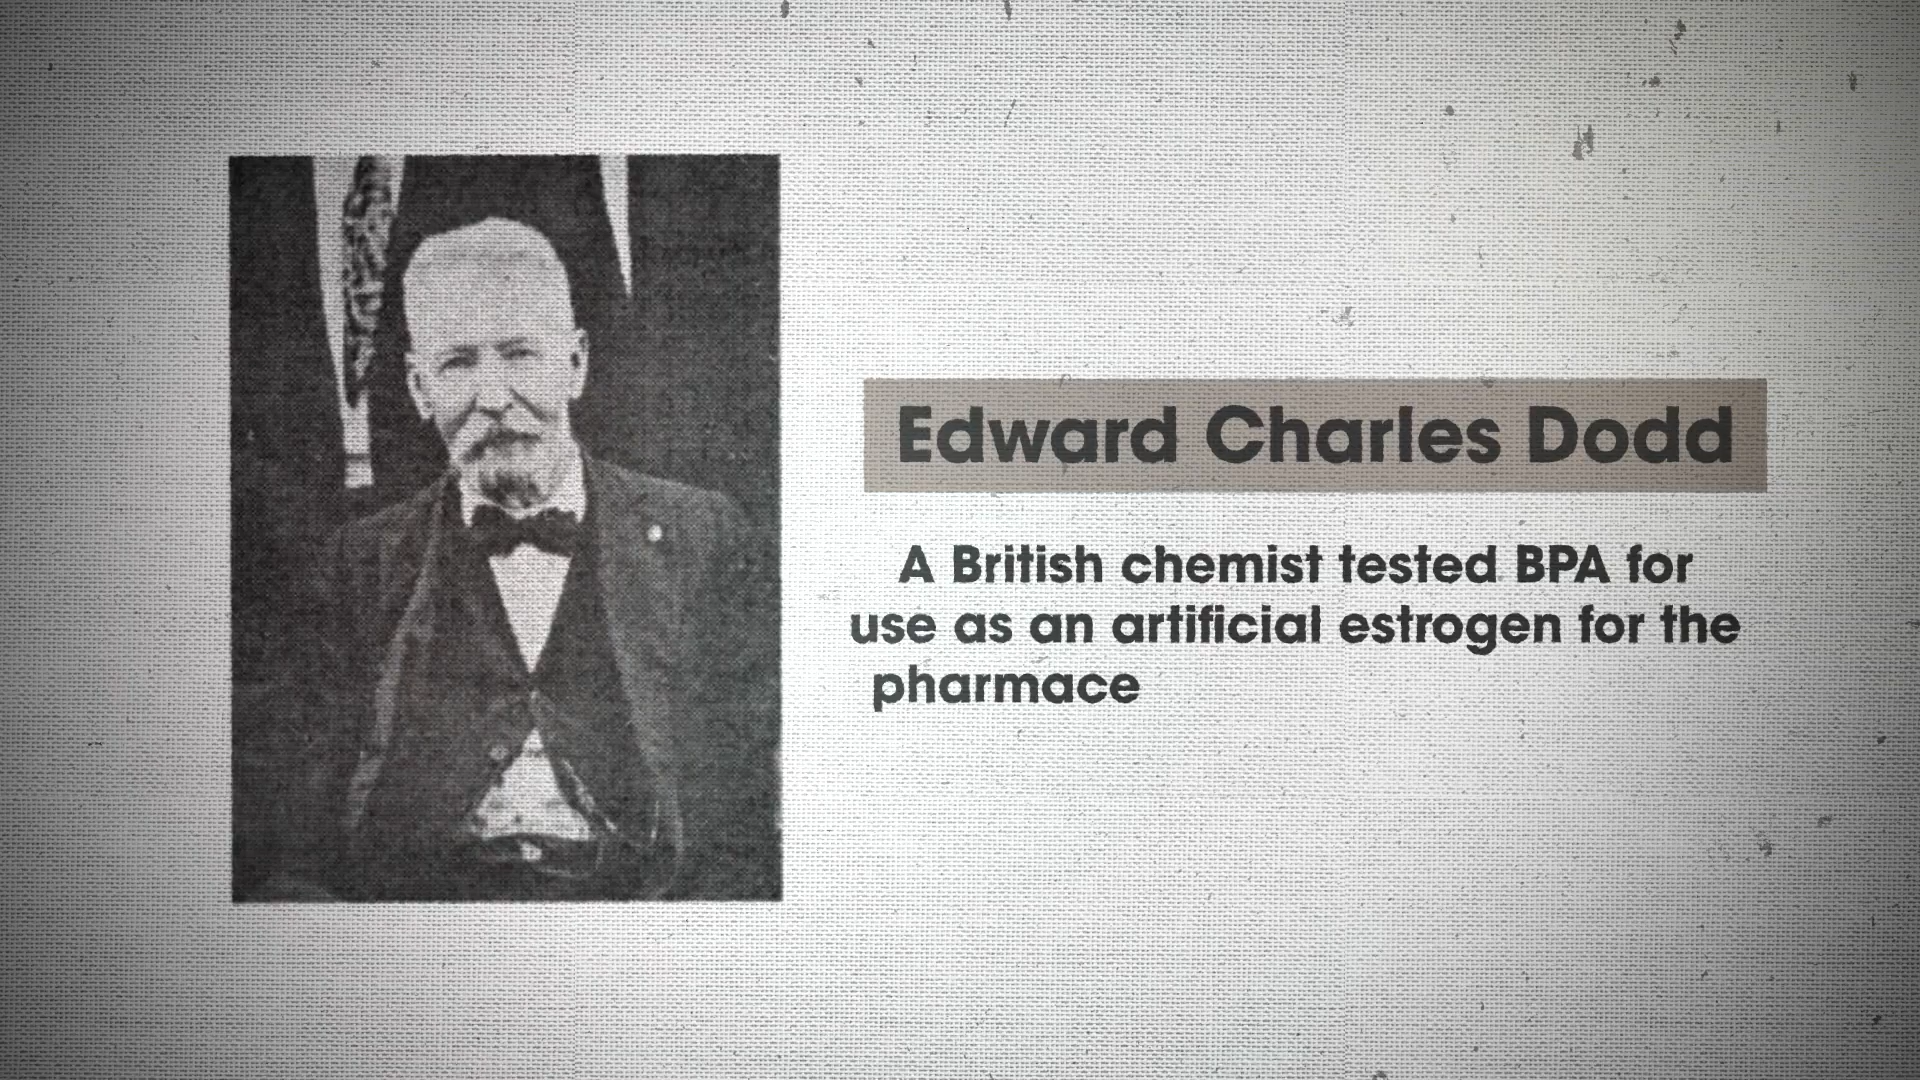 Edward Charles Dodd
A British chemist tested BPA for
use as an artificial estrogen for the
pharmace